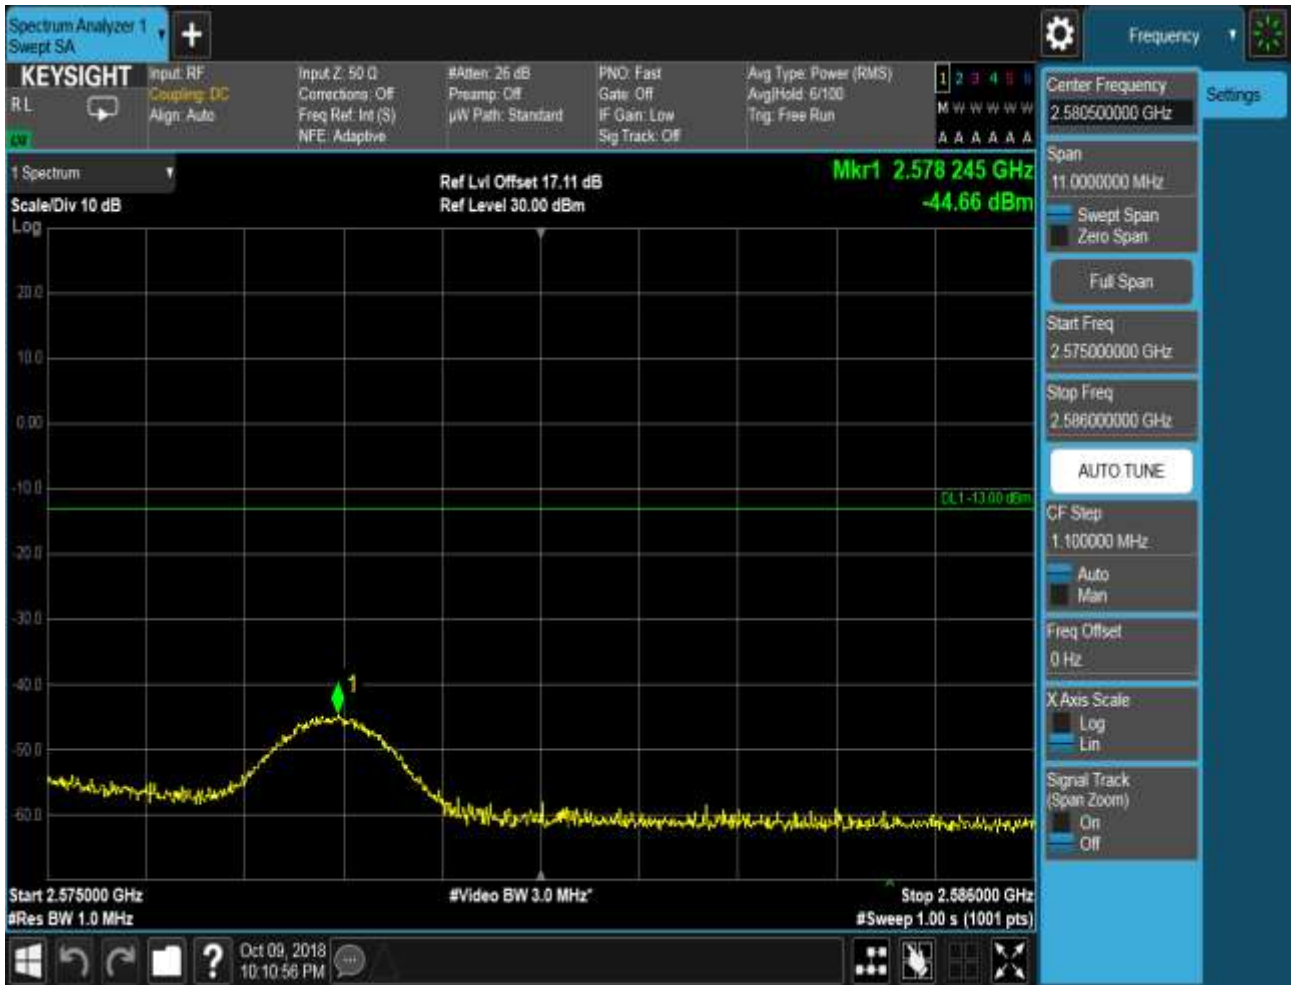 Spectrum Analyzer 1
Swept SA
+
Frequency
KEYSIGHT
R L
Input: RF
Coupling: DC
Align: Auto
Input Z: 50 Ω
Corrections: Off
Freq Ref: Int (S)
NFE: Adaptive
#Atten: 26 dB
Preamp: Off
µW Path: Standard
PNO: Fast
Gate: Off
IF Gain: Low
Sig Track: Off
Avg Type: Power (RMS)
Avg|Hold: 6/100
Trig: Free Run
1 2 3 4 5 6
M W W W W W
A A A A A A
1 Spectrum
Scale/Div 10 dB
Log
Ref Lvl Offset 17.11 dB
Ref Level 30.00 dBm
Mkr1 2.578 245 GHz
-44.66 dBm
20.0
10.0
0.00
-10.0
DL1 -13.00 dBm
-20.0
-30.0
-40.0
1
-50.0
-60.0
Start 2.575000 GHz
#Res BW 1.0 MHz
#Video BW 3.0 MHz*
Stop 2.586000 GHz
#Sweep 1.00 s (1001 pts)
?
Oct 09, 2018
10:10:56 PM
Center Frequency
2.580500000 GHz
Settings
Span
11.0000000 MHz
Swept Span
Zero Span
Full Span
Start Freq
2.575000000 GHz
Stop Freq
2.586000000 GHz
AUTO TUNE
CF Step
1.100000 MHz
Auto
Man
Freq Offset
0 Hz
X Axis Scale
Log
Lin
Signal Track
(Span Zoom)
On
Off